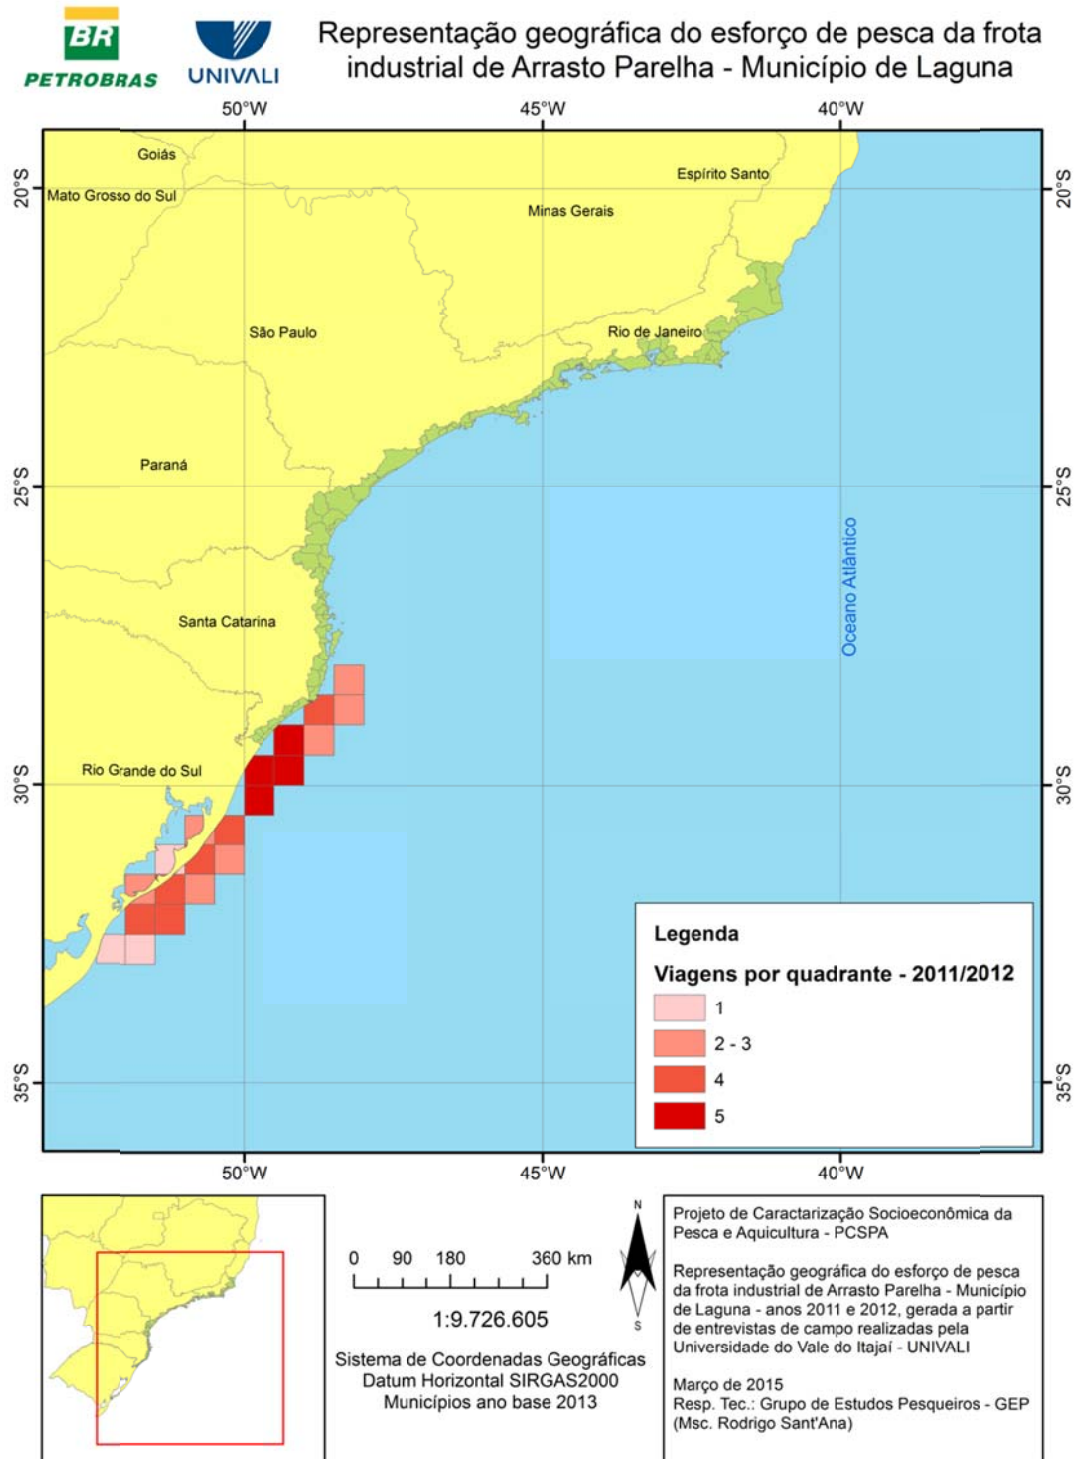 BR
PETROBRAS
UNIVALI
Representação geográfica do esforço de pesca da frota
industrial de Arrasto Parelha - Município de Laguna
50°W
45°W
40°W
20°S
20°S
25°S
25°S
30°S
30°S
35°S
35°S
Goiás
Mato Grosso do Sul
Espírito Santo
Minas Gerais
São Paulo
Rio de Janeiro
Paraná
Santa Catarina
Rio Grande do Sul
Oceano Atlântico
Legenda
Viagens por quadrante - 2011/2012
1
2 - 3
4
5
50°W
45°W
40°W
0 90 180 360 km
1:9.726.605
Sistema de Coordenadas Geográficas
Datum Horizontal SIRGAS2000
Municípios ano base 2013
N
S
Projeto de Caractarização Socioeconômica da
Pesca e Aquicultura - PCSPA
Representação geográfica do esforço de pesca
da frota industrial de Arrasto Parelha - Município
de Laguna - anos 2011 e 2012, gerada a partir
de entrevistas de campo realizadas pela
Universidade do Vale do Itajaí - UNIVALI
Março de 2015
Resp. Tec.: Grupo de Estudos Pesqueiros - GEP
(Msc. Rodrigo Sant'Ana)